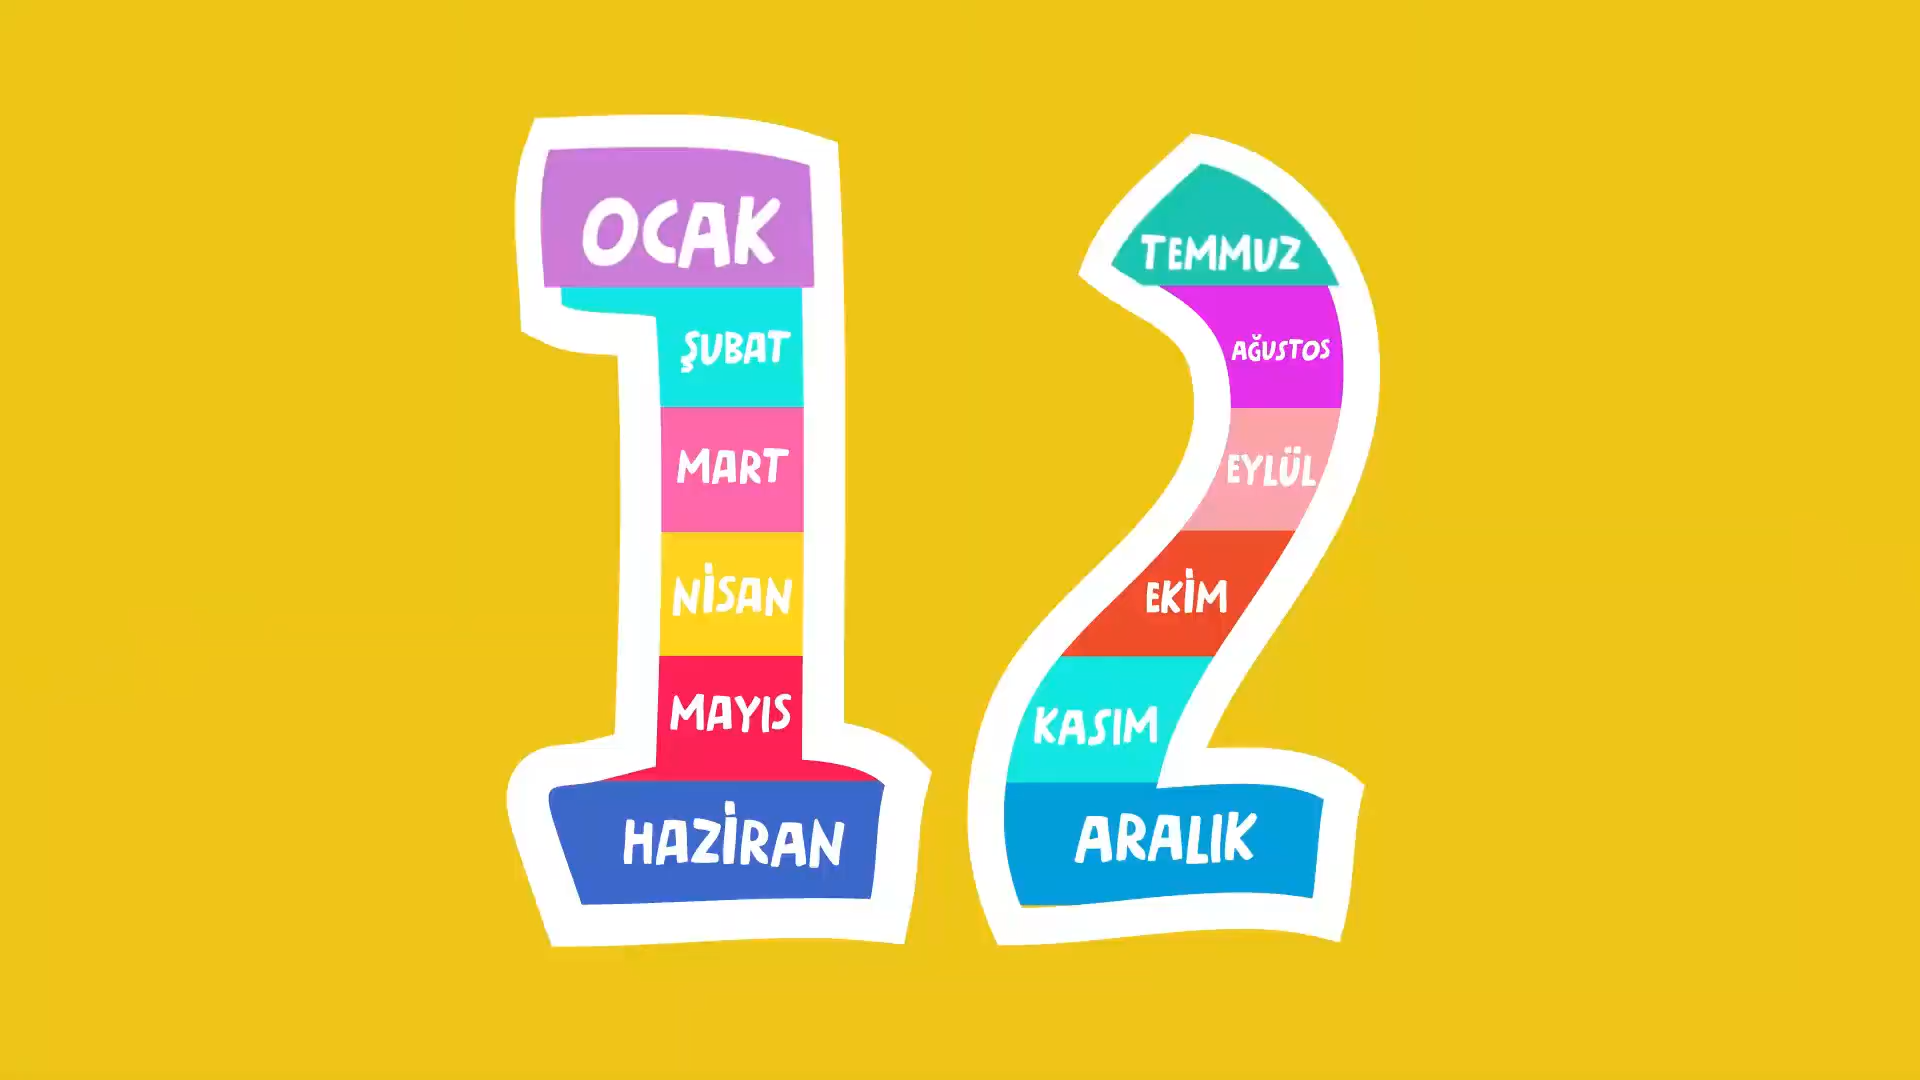 OCAK
ŞUBAT
MART
NİSAN
MAYIS
HAZİRAN
TEMMUZ
AĞUSTOS
EYLÜL
EKİM
KASIM
ARALIK